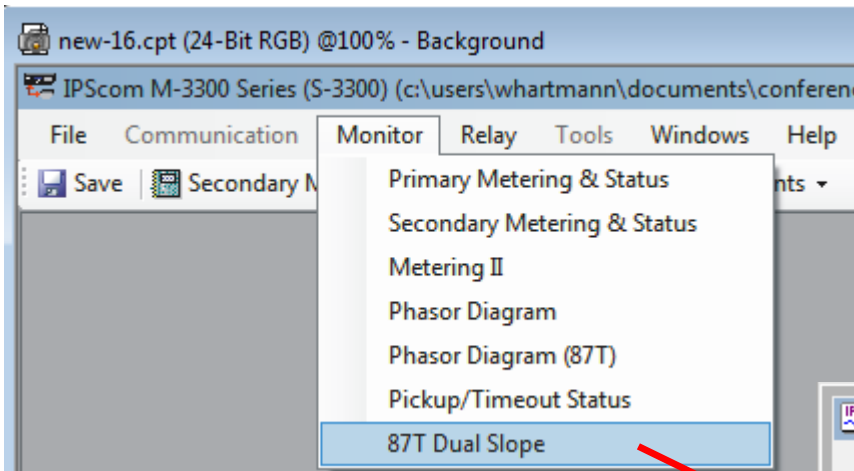 new-16.cpt (24-Bit RGB) @100% - Background
IPScom M-3300 Series (S-3300) (c:\users\whartmann\documents\conferenc
File Communication Monitor Relay Tools Windows Help
Save Secondary M
nts
Primary Metering & Status
Secondary Metering & Status
Metering II
Phasor Diagram
Phasor Diagram (87T)
Pickup/Timeout Status
87T Dual Slope